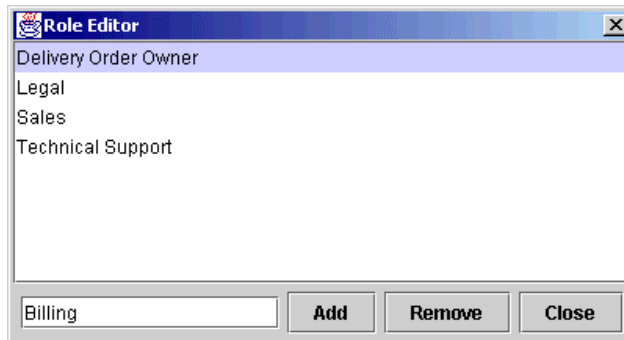 Role Editor
Delivery Order Owner
Legal
Sales
Technical Support
Billing Add Remove Close